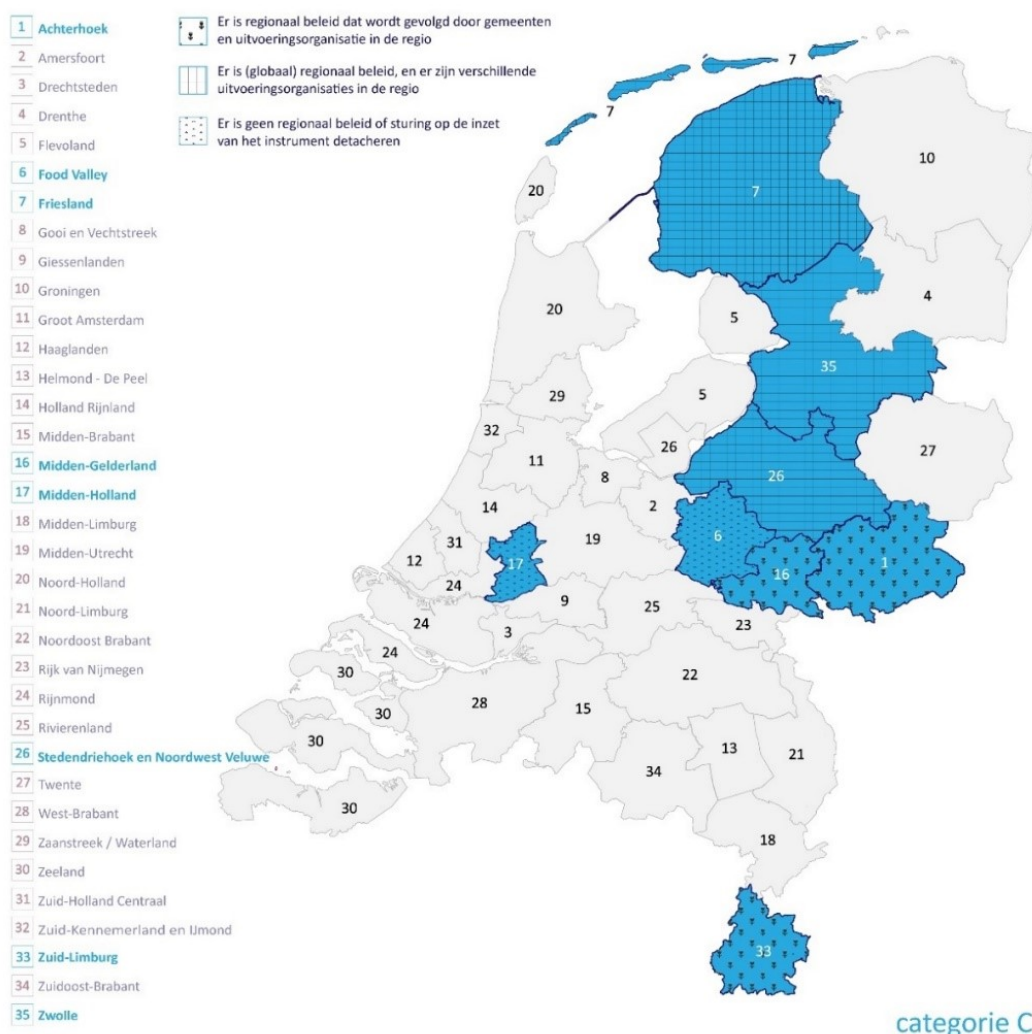 1 Achterhoek
2 Amersfoort
3 Drechtsteden
4 Drenthe
5 Flevoland
6 Food Valley
7 Friesland
8 Gooi en Vechtstreek
9 Giessenlanden
10 Groningen
11 Groot Amsterdam
12 Haaglanden
13 Helmond - De Peel
14 Holland Rijnland
15 Midden-Brabant
16 Midden-Gelderland
17 Midden-Holland
18 Midden-Limburg
19 Midden-Utrecht
20 Noord-Holland
21 Noord-Limburg
22 Noordoost Brabant
23 Rijk van Nijmegen
24 Rijnmond
25 Rivierenland
26 Stedendriehoek en Noordwest Veluwe
27 Twente
28 West-Brabant
29 Zaanstreek / Waterland
30 Zeeland
31 Zuid-Holland Centraal
32 Zuid-Kennemerland en IJmond
33 Zuid-Limburg
34 Zuidoost-Brabant
35 Zwolle
Er is regionaal beleid dat wordt gevolgd door gemeenten
en uitvoeringsorganisatie in de regio
Er is (globaal) regionaal beleid, en er zijn verschillende
uitvoeringsorganisaties in de regio
Er is geen regionaal beleid of sturing op de inzet
van het instrument detacheren
7
7
10
20
7
4
20
5
35
29
5
32
26
27
11
8
26
2
14
31
19
6
12
17
16
1
24
9
25
24
3
23
24
30
22
30
28
15
30
13
21
34
30
18
33
categorie C